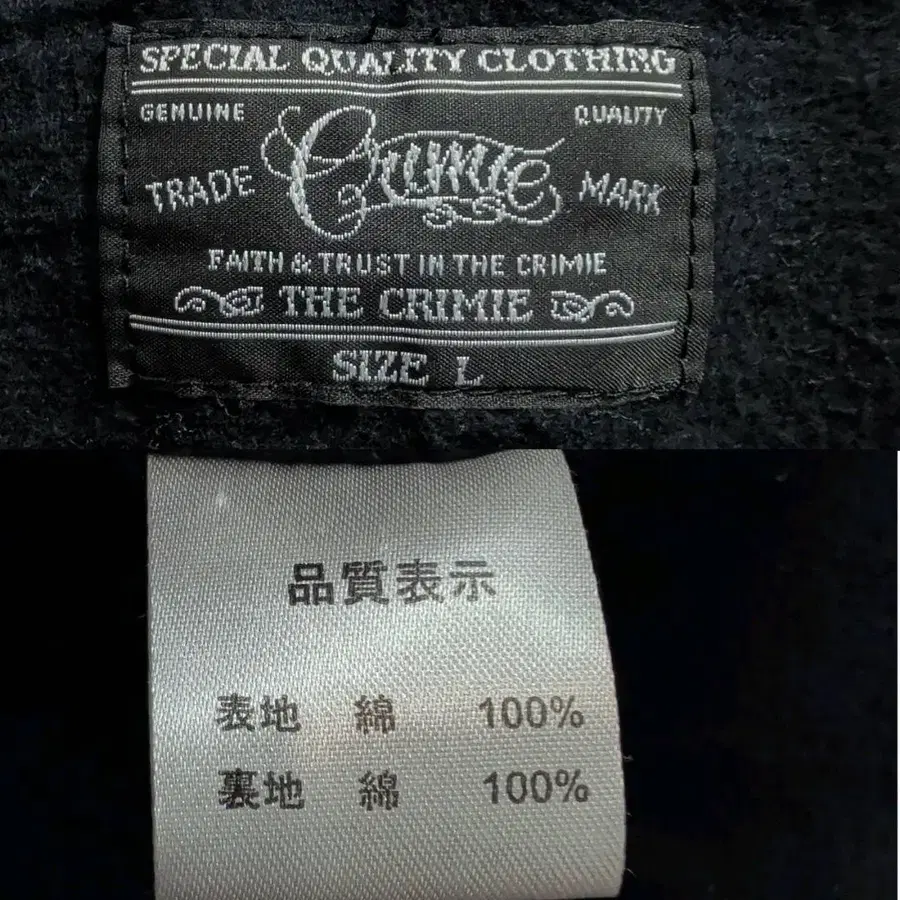 SPECIAL QUALITY CLOTHING
GENUINE QUALITY
TRADE Crimie MARK
FAITH & TRUST IN THE CRIMIE
THE CRIMIE
SIZE L
品質表示
表地 綿 100%
裏地 綿 100%